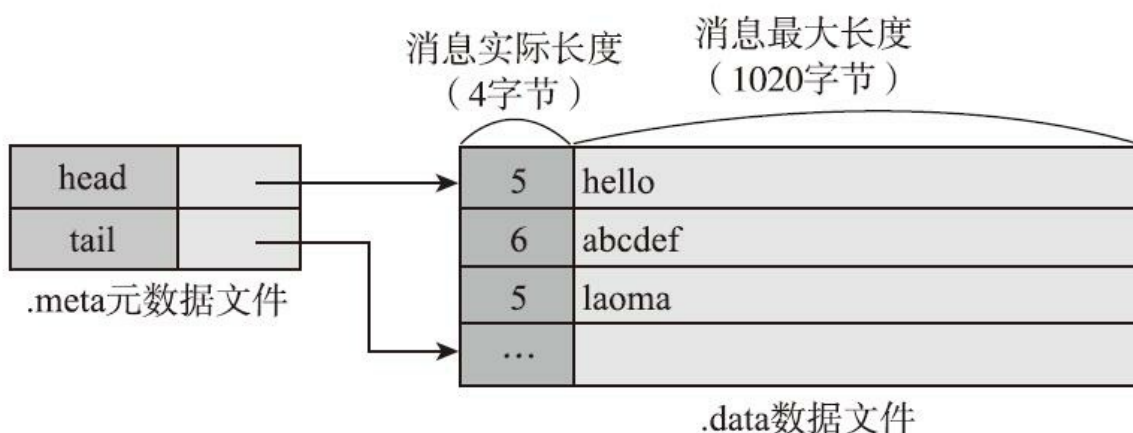 消息实际长度
（4字节）
消息最大长度
（1020字节）
head
tail
.meta元数据文件
5 hello
6 abcdef
5 laoma
…
.data数据文件